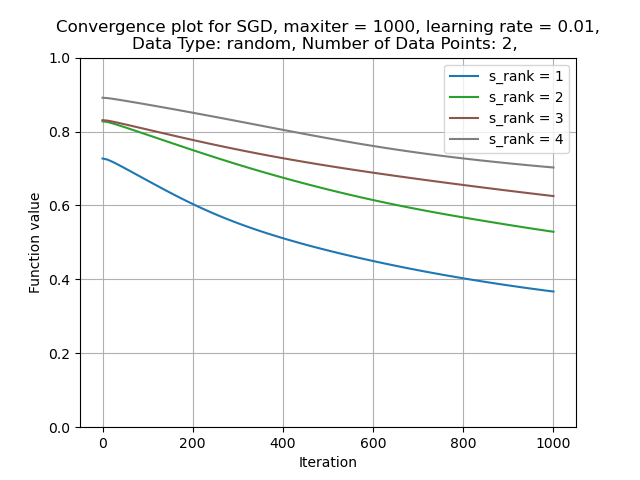 Convergence plot for SGD, maxiter = 1000, learning rate = 0.01,
Data Type: random, Number of Data Points: 2,
1.0
0.8
0.6
0.4
0.2
0.0
Function value
s_rank = 1
s_rank = 2
s_rank = 3
s_rank = 4
0
200
400
600
800
1000
Iteration